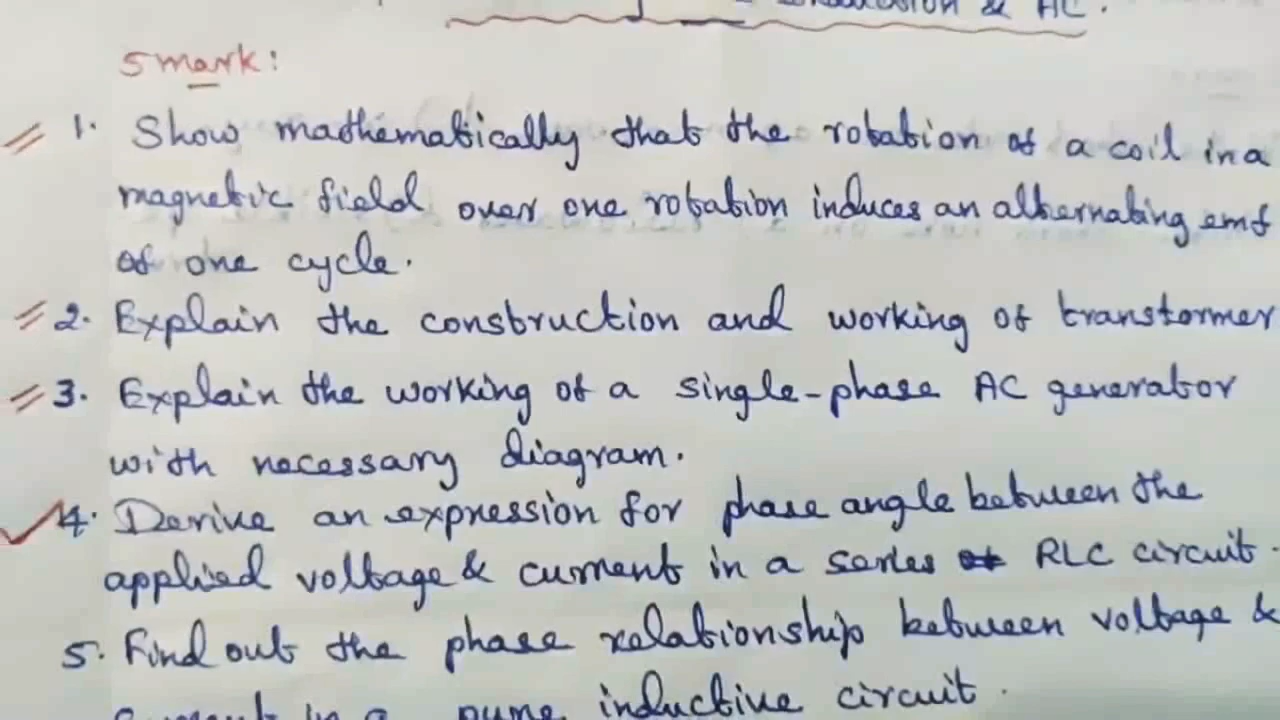 & AC.
5 mark:
1. Show mathematically that the rotation of a coil in a
magnetic field over one rotation induces an alternating emf
of one cycle.
2. Explain the construction and working of transformer
3. Explain the working of a single-phase AC generator
with necessary diagram.
4. Derive an expression for phase angle between the
applied voltage & current in a series RLC circuit.
5. Find out the phase relationship between voltage &
current in a pure inductive circuit.